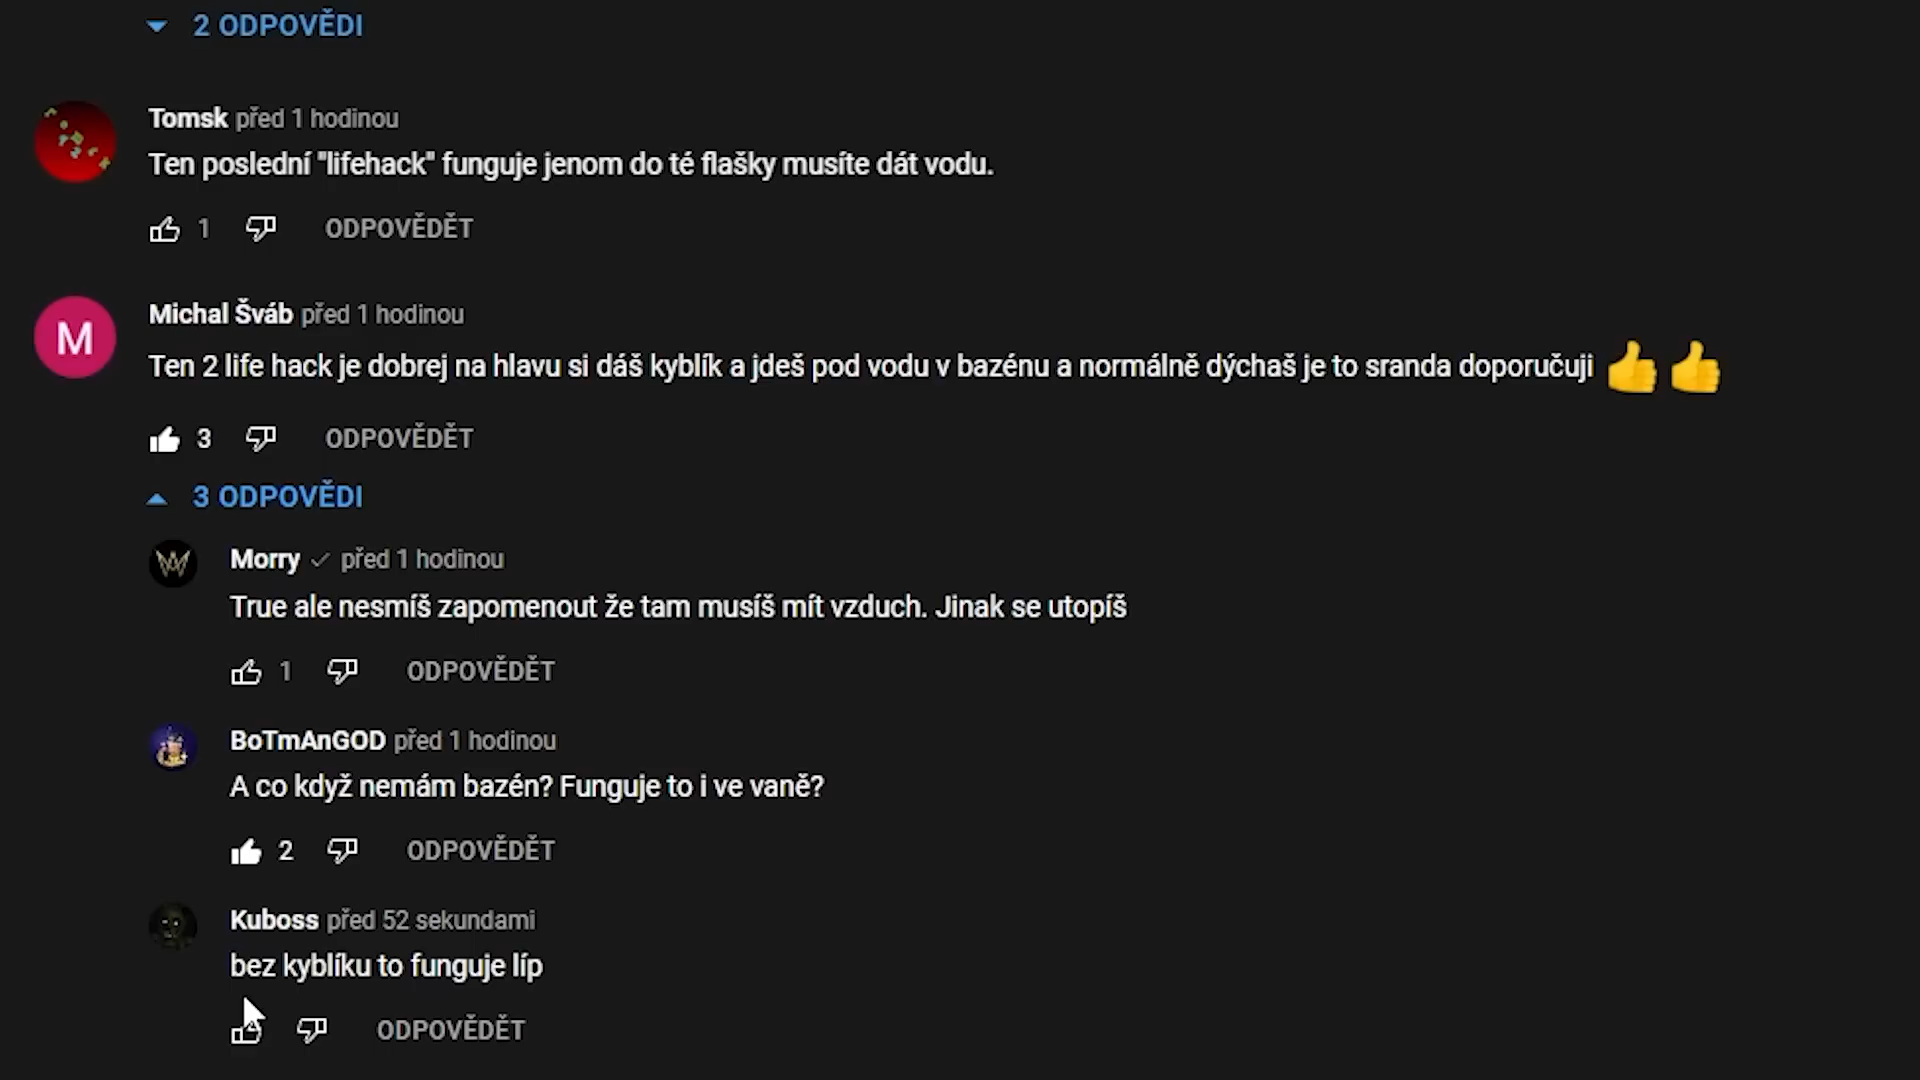 2 ODPOVĚDI
Tomsk před 1 hodinou
Ten poslední "lifehack" funguje jenom do té flašky musíte dát vodu.
1 ODPOVĚDĚT
M
Michal Šváb před 1 hodinou
Ten 2 life hack je dobrej na hlavu si dáš kyblík a jdeš pod vodu v bazénu a normálně dýchaš je to sranda doporučuji 👍 👍
3 ODPOVĚDĚT
3 ODPOVĚDI
Morry ✓ před 1 hodinou
True ale nesmíš zapomenout že tam musíš mít vzduch. Jinak se utopíš
1 ODPOVĚDĚT
BoTmAnGOD před 1 hodinou
A co když nemám bazén? Funguje to i ve vaně?
2 ODPOVĚDĚT
Kuboss před 52 sekundami
bez kyblíku to funguje líp
ODPOVĚDĚT